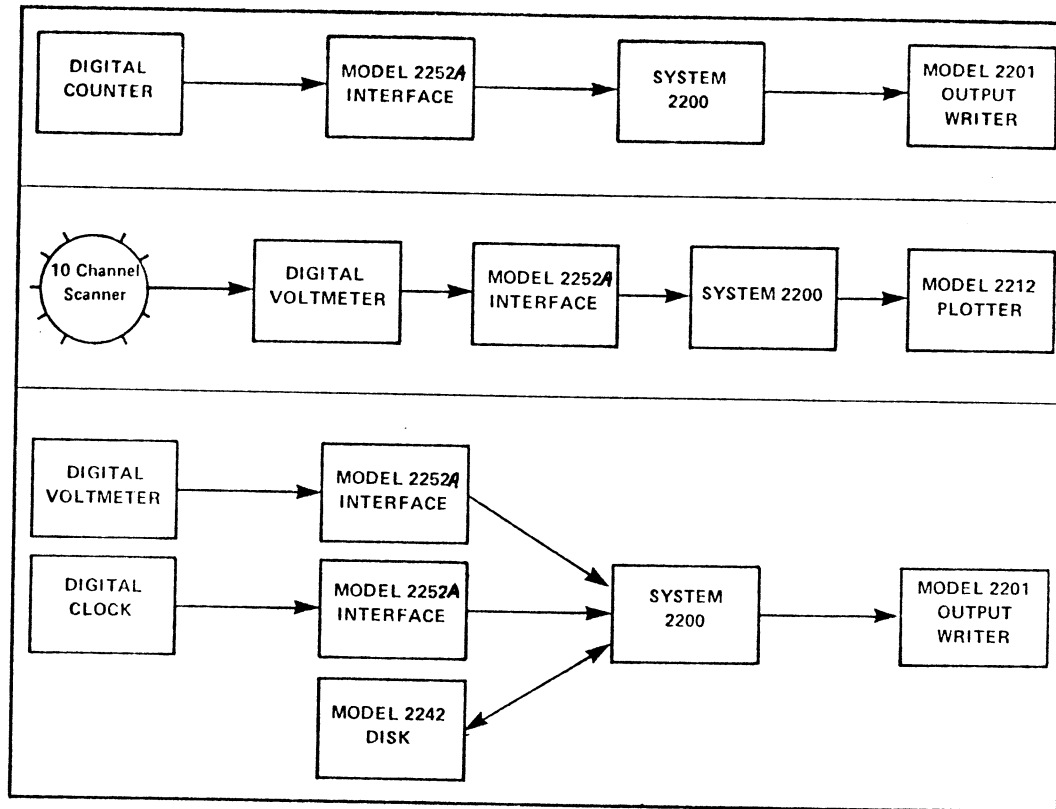 DIGITAL
COUNTER
MODEL 2252A
INTERFACE
SYSTEM
2200
MODEL 2201
OUTPUT
WRITER
10 Channel
Scanner
DIGITAL
VOLTMETER
MODEL 2252A
INTERFACE
SYSTEM 2200
MODEL 2212
PLOTTER
DIGITAL
VOLTMETER
MODEL 2252A
INTERFACE
DIGITAL
CLOCK
MODEL 2252A
INTERFACE
MODEL 2242
DISK
SYSTEM
2200
MODEL 2201
OUTPUT
WRITER